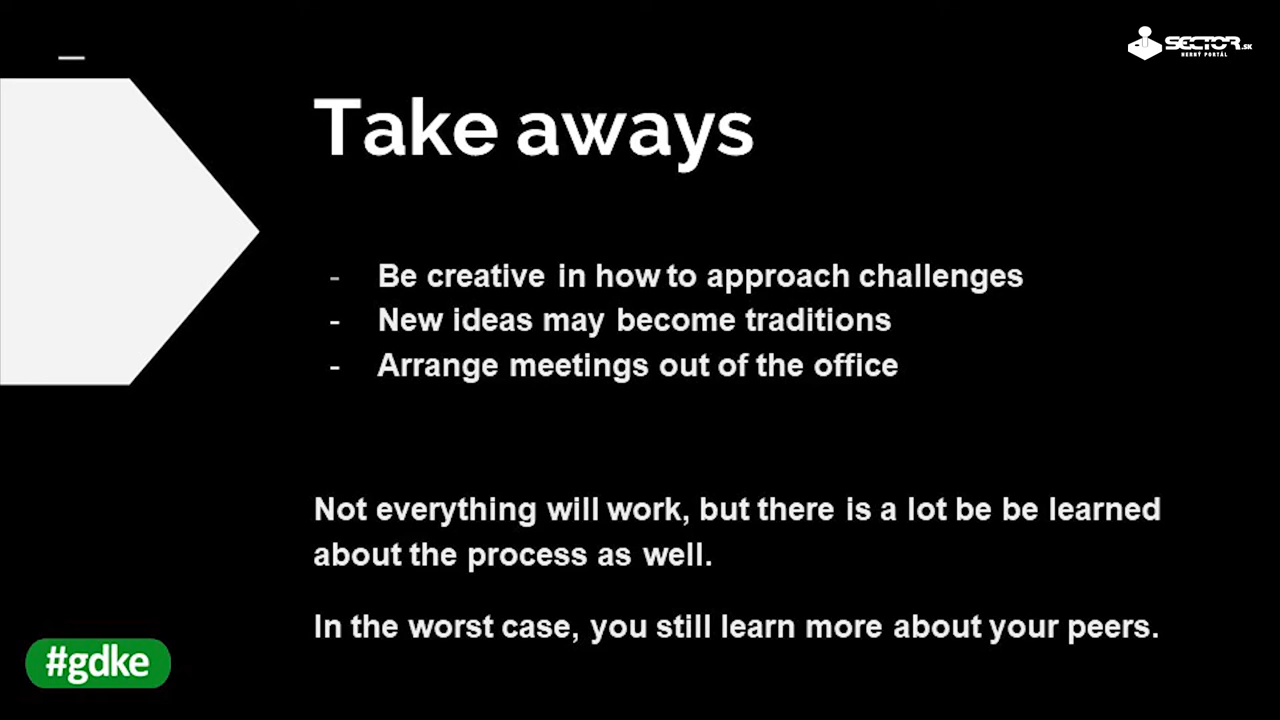 SECTOR.SK
HERNÝ PORTÁL
Take aways
- Be creative in how to approach challenges
- New ideas may become traditions
- Arrange meetings out of the office
Not everything will work, but there is a lot be be learned
about the process as well.
In the worst case, you still learn more about your peers.
#gdke